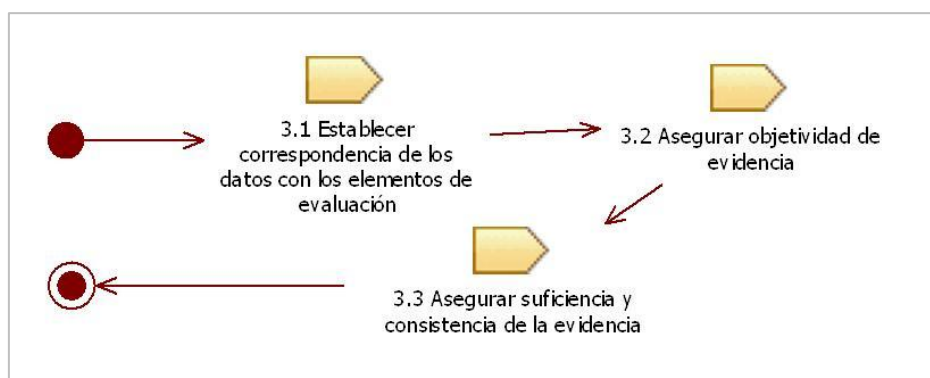 3.1 Establecer
correspondencia de los
datos con los elementos de
evaluación
3.2 Asegurar objetividad de
evidencia
3.3 Asegurar suficiencia y
consistencia de la evidencia